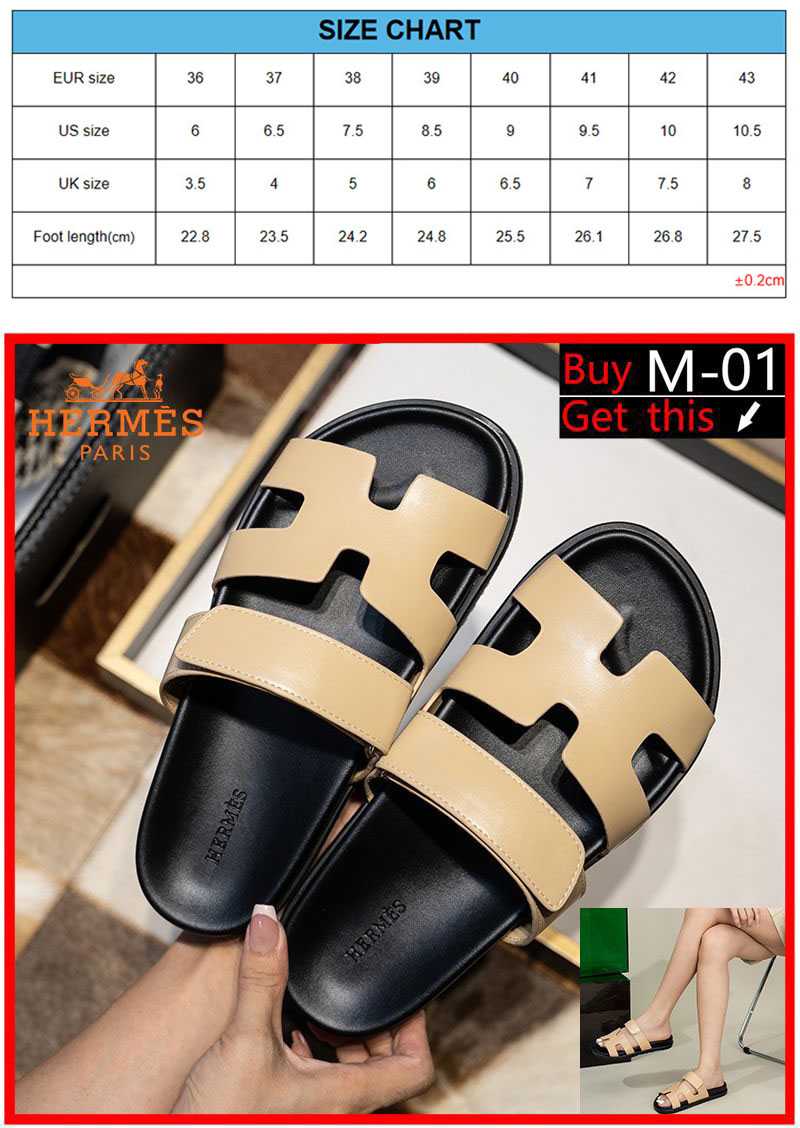 SIZE CHART
EUR size 36 37 38 39 40 41 42 43
US size 6 6.5 7.5 8.5 9 9.5 10 10.5
UK size 3.5 4 5 6 6.5 7 7.5 8
Foot length(cm) 22.8 23.5 24.2 24.8 25.5 26.1 26.8 27.5
±0.2cm
HERMÈS
PARIS
Buy M-01
Get this
HERMÈS
HERMÈS